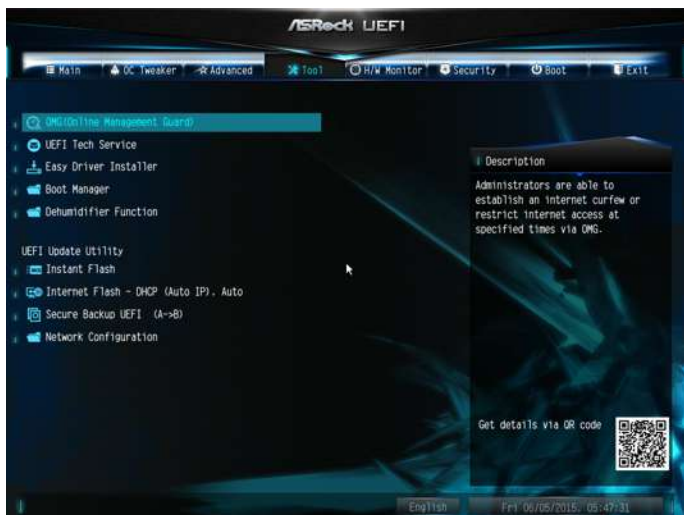 ASRock UEFI
Main OC Tweaker Advanced Tool H/W Monitor Security Boot Exit
OMG(Online Management Guard)
UEFI Tech Service
Easy Driver Installer
Boot Manager
Dehumidifier Function
UEFI Update Utility
Instant Flash
Internet Flash - DHCP (Auto IP), Auto
Secure Backup UEFI (A->B)
Network Configuration
Description
Administrators are able to
establish an internet curfew or
restrict internet access at
specified times via OMG.
Get details via QR code
English
Fri 06/05/2015, 05:47:31